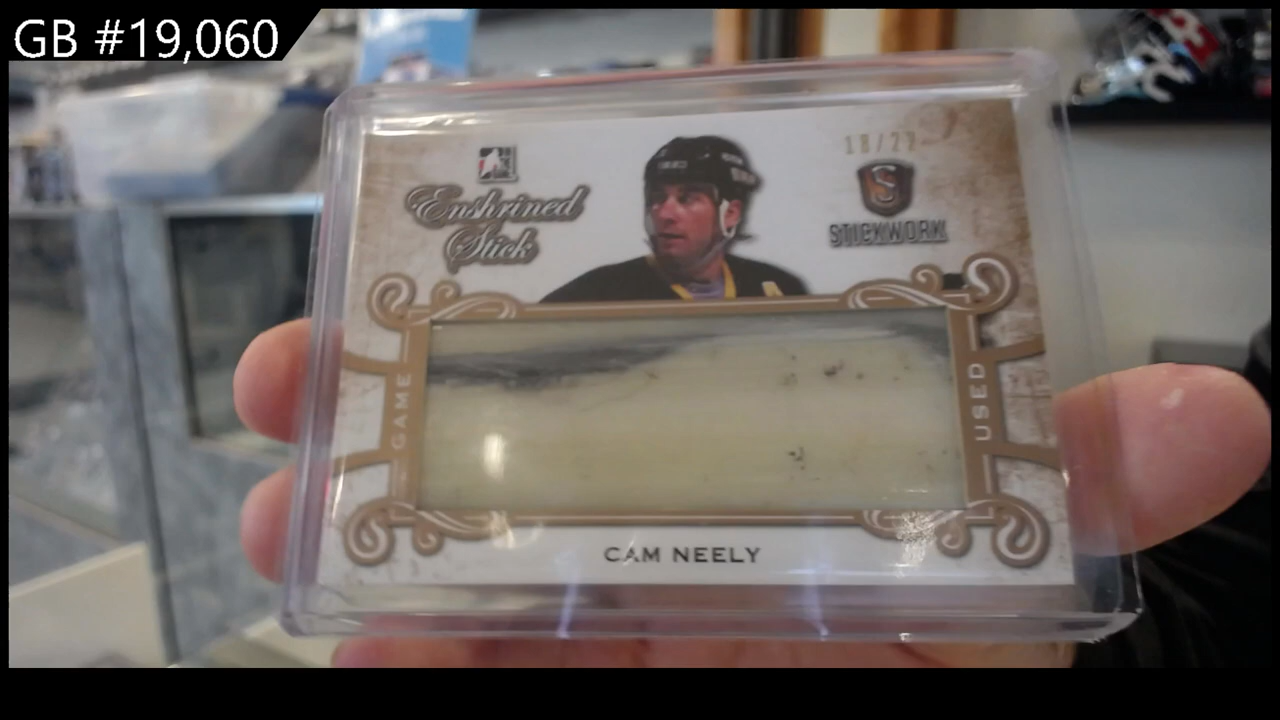 GB #19,060
Enshrined
Stick
STICKWORK
GAME
USED
CAM NEELY